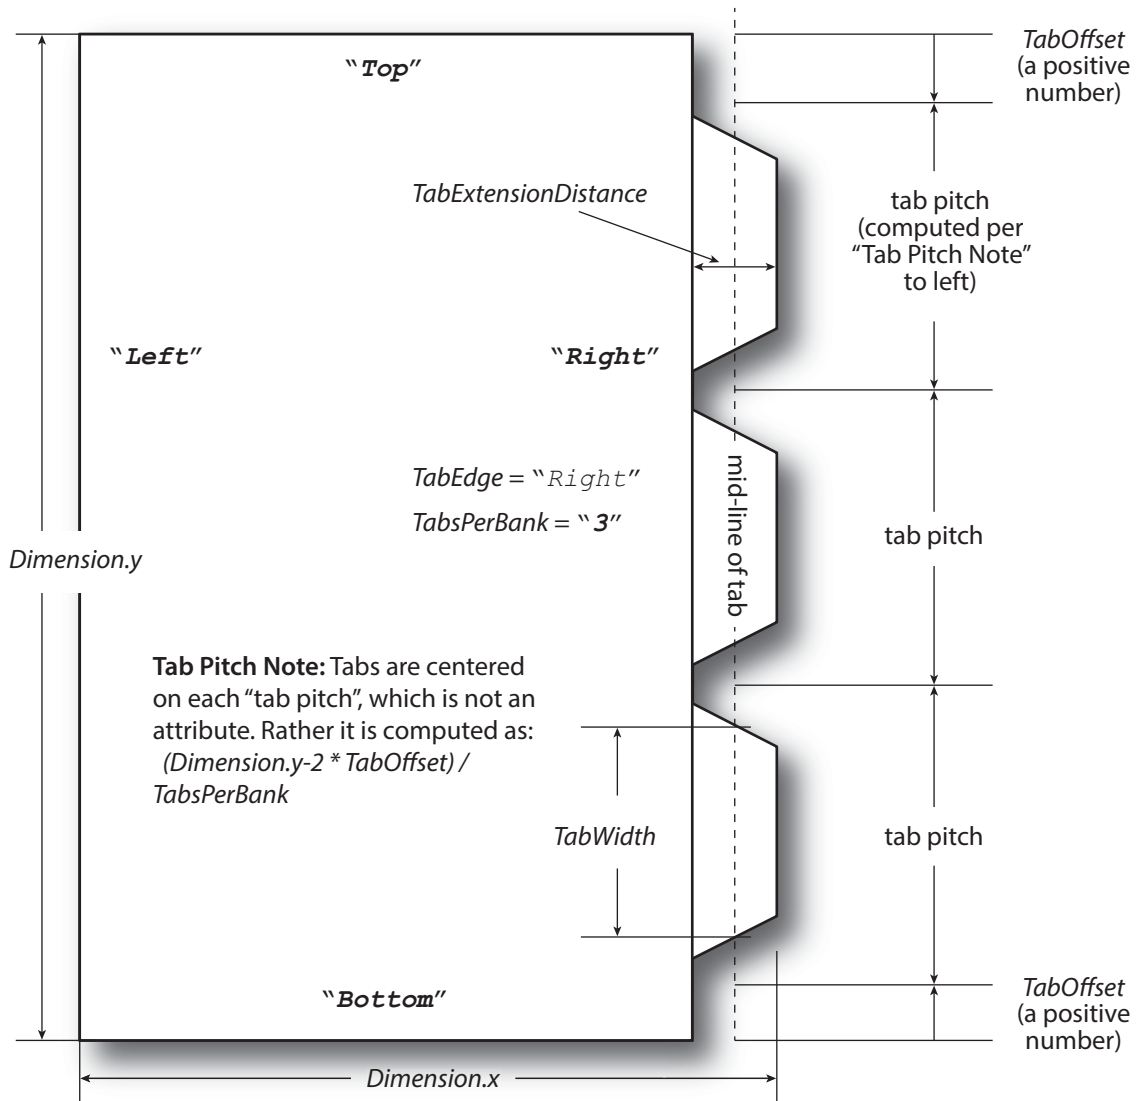 "Top"
TabOffset
(a positive
number)
TabExtensionDistance
tab pitch
(computed per
"Tab Pitch Note"
to left)
"Left"
"Right"
TabEdge = "Right"
TabsPerBank = "3"
mid-line of tab
tab pitch
Dimension.y
Tab Pitch Note: Tabs are centered
on each "tab pitch", which is not an
attribute. Rather it is computed as:
(Dimension.y-2 * TabOffset) /
TabsPerBank
TabWidth
tab pitch
"Bottom"
TabOffset
(a positive
number)
Dimension.x